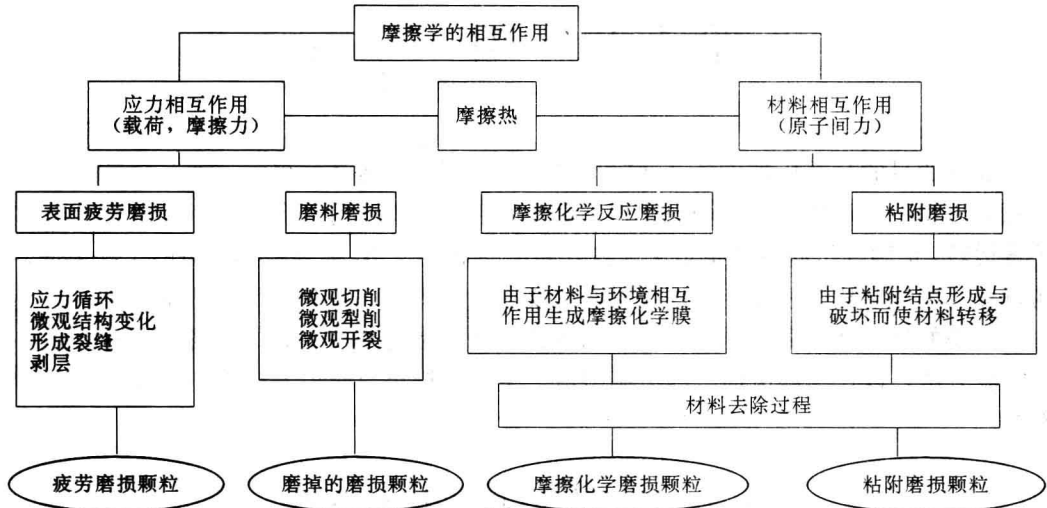 摩擦学的相互作用
应力相互作用
(载荷，摩擦力)
摩擦热
材料相互作用
(原子间力)
表面疲劳磨损
磨料磨损
摩擦化学反应磨损
粘附磨损
应力循环
微观结构变化
形成裂缝
剥层
微观切削
微观犁削
微观开裂
由于材料与环境相互
作用生成摩擦化学膜
由于粘附结点形成与
破坏而使材料转移
材料去除过程
疲劳磨损颗粒
磨掉的磨损颗粒
摩擦化学磨损颗粒
粘附磨损颗粒